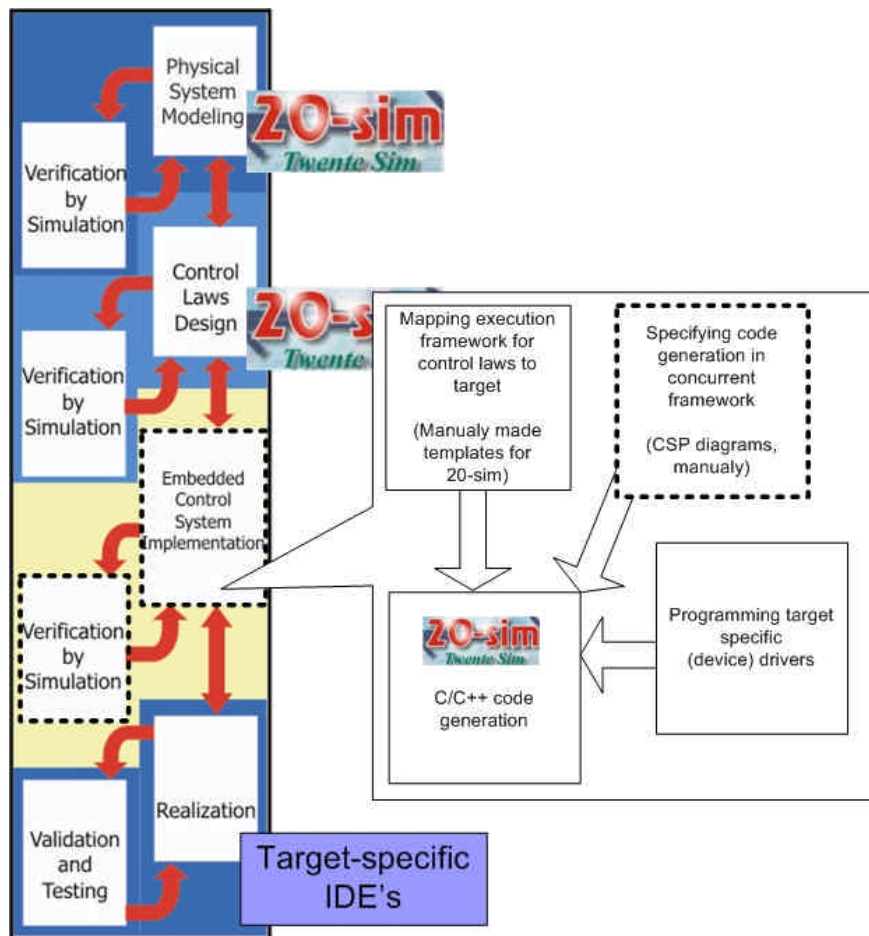 Physical
System
Modeling
20-sim
Twente Sim
Verification
by
Simulation
Control
Laws
Design
20-si
Twente
Verification
by
Simulation
Embedded
Control
System
Implementation
Verification
by
Simulation
Realization
Validation
and
Testing
Target-specific
IDE's
Mapping execution
framework for
control laws to
target
(Manualy made
templates for
20-sim)
Specifying code
generation in
concurrent
framework
(CSP diagrams,
manualy)
20-sim
Twente Sim
C/C++ code
generation
Programming target
specific
(device) drivers